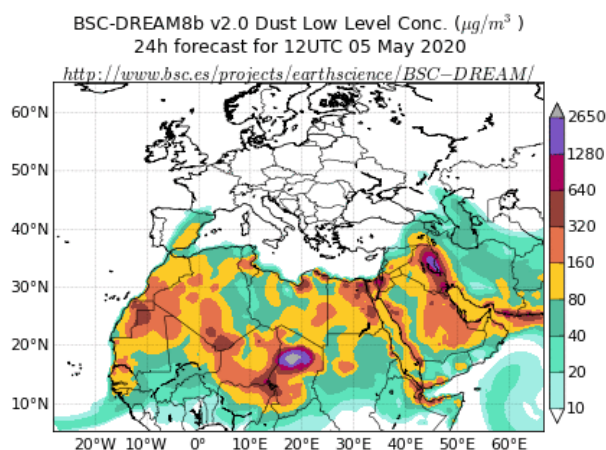 BSC-DREAM8b v2.0 Dust Low Level Conc. (μg/m³ )
24h forecast for 12UTC 05 May 2020
http://www.bsc.es/projects/earthscience/BSC−DREAM/
60°N
50°N
40°N
30°N
20°N
10°N
20°W 10°W 0° 10°E 20°E 30°E 40°E 50°E 60°E
2650
1280
640
320
160
80
40
20
10